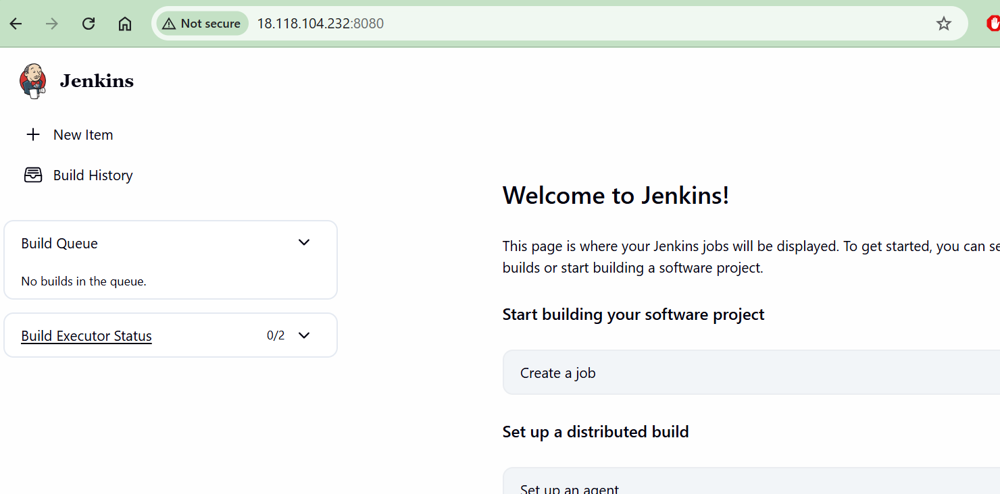 Not secure 18.118.104.232:8080
Jenkins
New Item
Build History
Build Queue
No builds in the queue.
Build Executor Status 0/2
Welcome to Jenkins!
This page is where your Jenkins jobs will be displayed. To get started, you can se
builds or start building a software project.
Start building your software project
Create a job
Set up a distributed build
Set up an agent